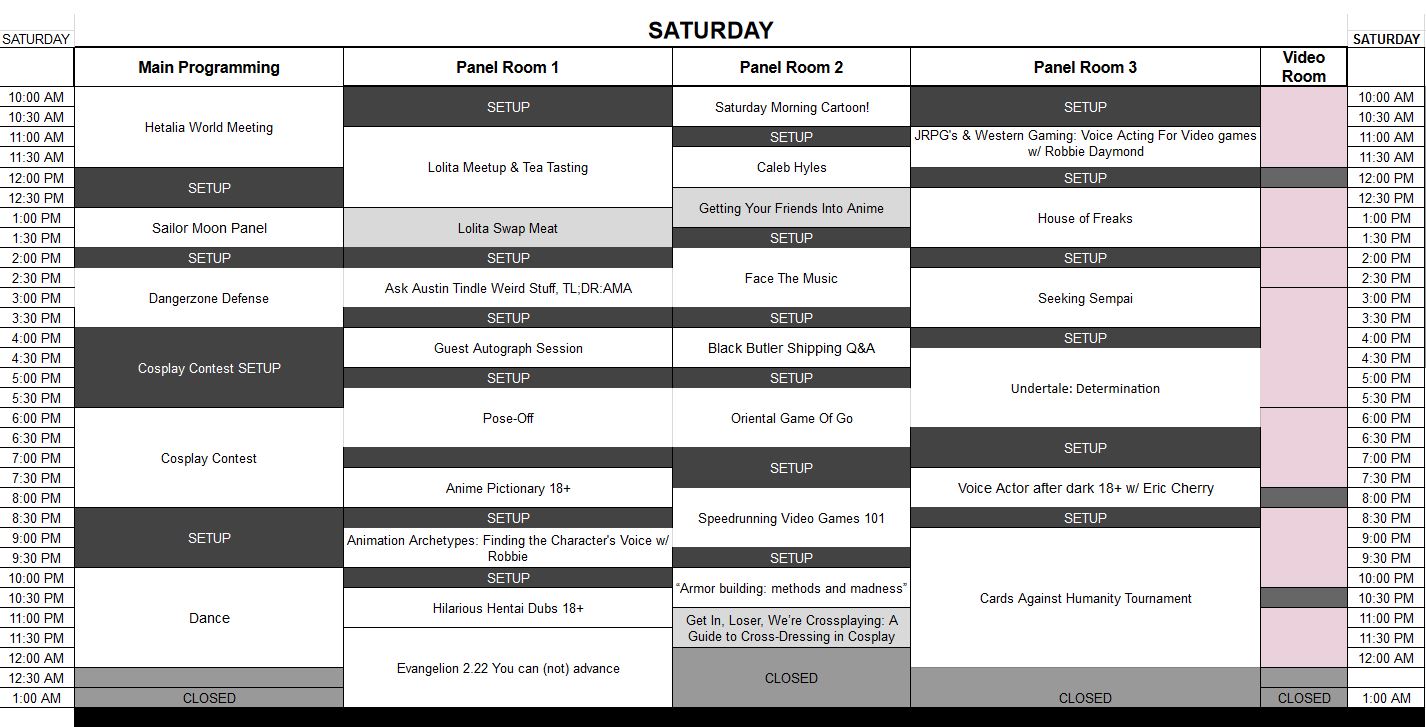 SATURDAY
SATURDAY
SATURDAY
Main Programming
Panel Room 1
Panel Room 2
Panel Room 3
Video
Room
10:00 AM
SETUP
Saturday Morning Cartoon!
SETUP
10:00 AM
10:30 AM
10:30 AM
Hetalia World Meeting
11:00 AM
SETUP
JRPG's & Western Gaming: Voice Acting For Video games
w/ Robbie Daymond
11:00 AM
11:30 AM
Lolita Meetup & Tea Tasting
Caleb Hyles
11:30 AM
12:00 PM
SETUP
SETUP
12:00 PM
12:30 PM
Getting Your Friends Into Anime
House of Freaks
12:30 PM
1:00 PM
Sailor Moon Panel
Lolita Swap Meat
1:00 PM
1:30 PM
SETUP
1:30 PM
2:00 PM
SETUP
SETUP
Face The Music
SETUP
2:00 PM
2:30 PM
Dangerzone Defense
Ask Austin Tindle Weird Stuff, TL;DR:AMA
Seeking Sempai
2:30 PM
3:00 PM
3:00 PM
3:30 PM
SETUP
SETUP
3:30 PM
4:00 PM
Cosplay Contest SETUP
Guest Autograph Session
Black Butler Shipping Q&A
SETUP
4:00 PM
4:30 PM
4:30 PM
5:00 PM
SETUP
SETUP
Undertale: Determination
5:00 PM
5:30 PM
5:30 PM
6:00 PM
Pose-Off
Oriental Game Of Go
6:00 PM
6:30 PM
Cosplay Contest
SETUP
6:30 PM
7:00 PM
SETUP
7:00 PM
7:30 PM
Anime Pictionary 18+
Voice Actor after dark 18+ w/ Eric Cherry
7:30 PM
8:00 PM
8:00 PM
8:30 PM
SETUP
SETUP
Speedrunning Video Games 101
SETUP
8:30 PM
9:00 PM
Animation Archetypes: Finding the Character's Voice w/
Robbie
9:00 PM
9:30 PM
SETUP
9:30 PM
10:00 PM
SETUP
“Armor building: methods and madness”
10:00 PM
10:30 PM
Dance
Hilarious Hentai Dubs 18+
Cards Against Humanity Tournament
10:30 PM
11:00 PM
Get In, Loser, We’re Crossplaying: A
Guide to Cross-Dressing in Cosplay
11:00 PM
11:30 PM
11:30 PM
12:00 AM
Evangelion 2.22 You can (not) advance
CLOSED
12:00 AM
12:30 AM
1:00 AM
CLOSED
CLOSED
CLOSED
1:00 AM